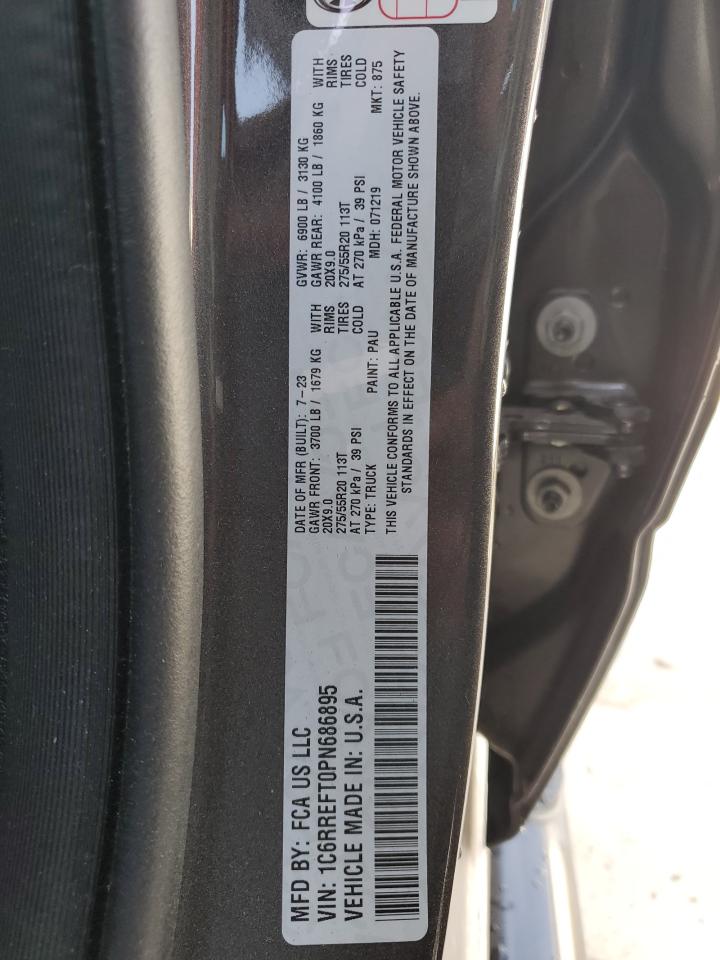 MFD BY: FCA US LLC
VIN: 1C6RREFT0PN686895
VEHICLE MADE IN: U.S.A.
DATE OF MFR (BUILT): 7-23 GVWR: 6900 LB / 3130 KG
GAWR FRONT: 3700 LB / 1679 KG WITH GAWR REAR: 4100 LB / 1860 KG WITH
20X9.0 RIMS 20X9.0 RIMS
275/55R20 113T TIRES 275/55R20 113T TIRES
AT 270 kPa / 39 PSI COLD AT 270 kPa / 39 PSI COLD
TYPE: TRUCK PAINT: PAU MDH: 071219 MKT: 875
THIS VEHICLE CONFORMS TO ALL APPLICABLE U.S.A. FEDERAL MOTOR VEHICLE SAFETY
STANDARDS IN EFFECT ON THE DATE OF MANUFACTURE SHOWN ABOVE.